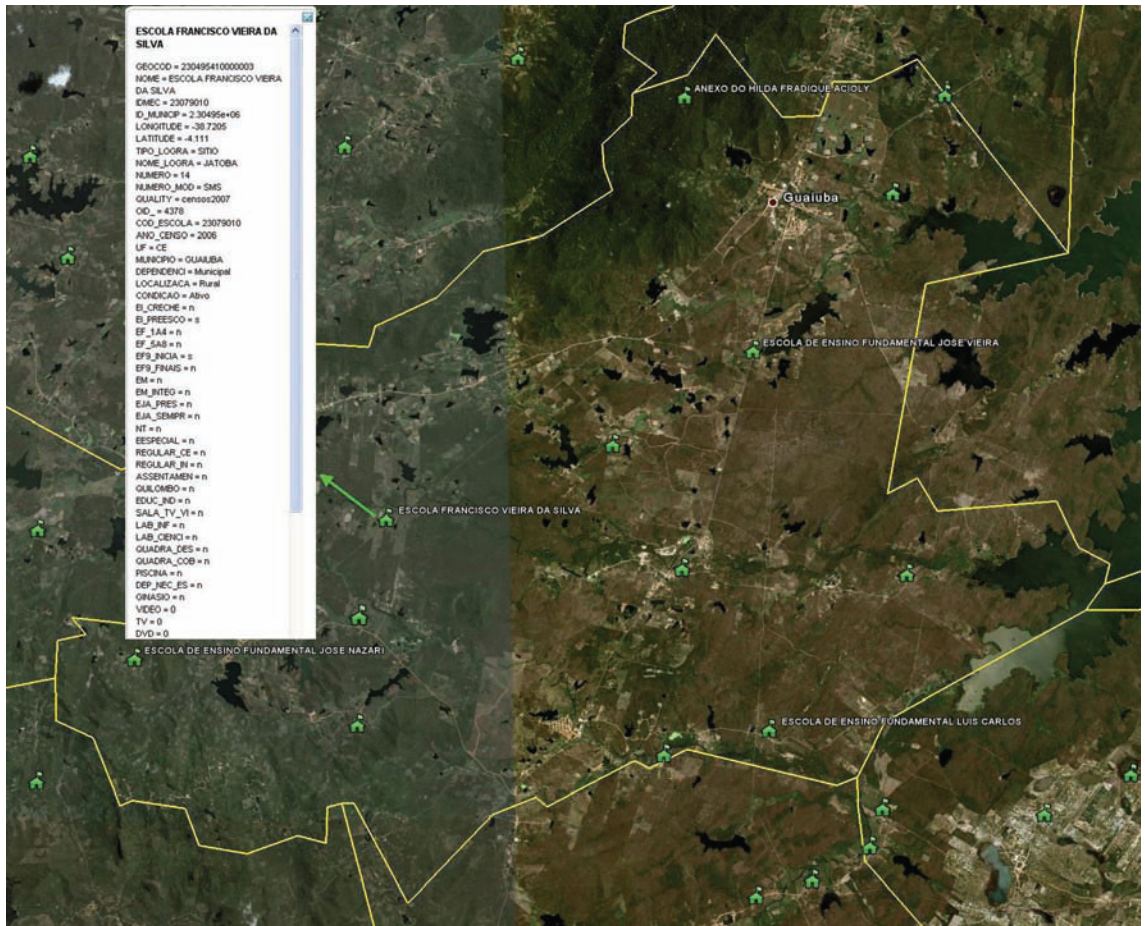 ESCOLA FRANCISCO VIEIRA DA
SILVA
GEOCOD = 230495410000003
NOME = ESCOLA FRANCISCO VIEIRA
DA SILVA
IDMEC = 23079010
ID_MUNICIP = 2.30495e+06
LONGITUDE = -38.7205
LATITUDE = -4.111
TIPO_LOGRA = SITIO
NOME_LOGRA = JATOBA
NUMERO = 14
NUMERO_MOD = SMS
QUALITY = censos2007
OID_ = 4378
COD_ESCOLA = 23079010
ANO_CENSO = 2006
UF = CE
MUNICIPIO = GUAIUBA
DEPENDENCI = Municipal
LOCALIZACA = Rural
CONDICAO = Ativo
EI_CRECHE = n
EI_PREESCO = s
EF_1A4 = n
EF_5A8 = n
EF9_INICIA = s
EF9_FINAIS = n
EM = n
EM_INTEG = n
EJA_PRES = n
EJA_SEMIPR = n
NT = n
EESPECIAL = n
REGULAR_CE = n
REGULAR_IN = n
ASSENTAMEN = n
QUILOMBO = n
EDUC_IND = n
SALA_TV_VI = n
LAB_INF = n
LAB_CIENCI = n
QUADRA_DES = n
QUADRA_COB = n
PISCINA = n
DEP_NEC_ES = n
GINASIO = n
VIDEO = 0
TV = 0
DVD = 0
ANEXO DO HILDA FRADIQUE ACIOLY
Guaiuba
ESCOLA DE ENSINO FUNDAMENTAL JOSE VIEIRA
ESCOLA FRANCISCO VIEIRA DA SILVA
ESCOLA DE ENSINO FUNDAMENTAL JOSE NAZARI
ESCOLA DE ENSINO FUNDAMENTAL LUIS CARLOS